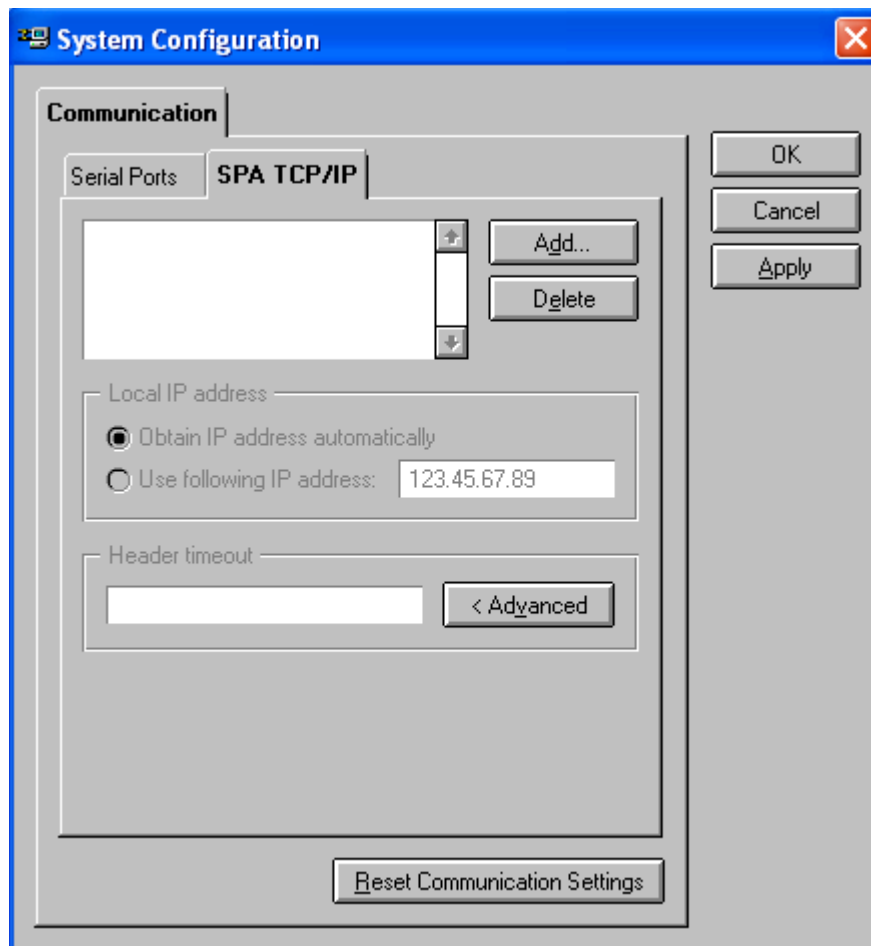 System Configuration
Communication
Serial Ports
SPA TCP/IP
OK
Cancel
Apply
Add...
Delete
Local IP address
Obtain IP address automatically
Use following IP address: 123.45.67.89
Header timeout
< Advanced
Reset Communication Settings